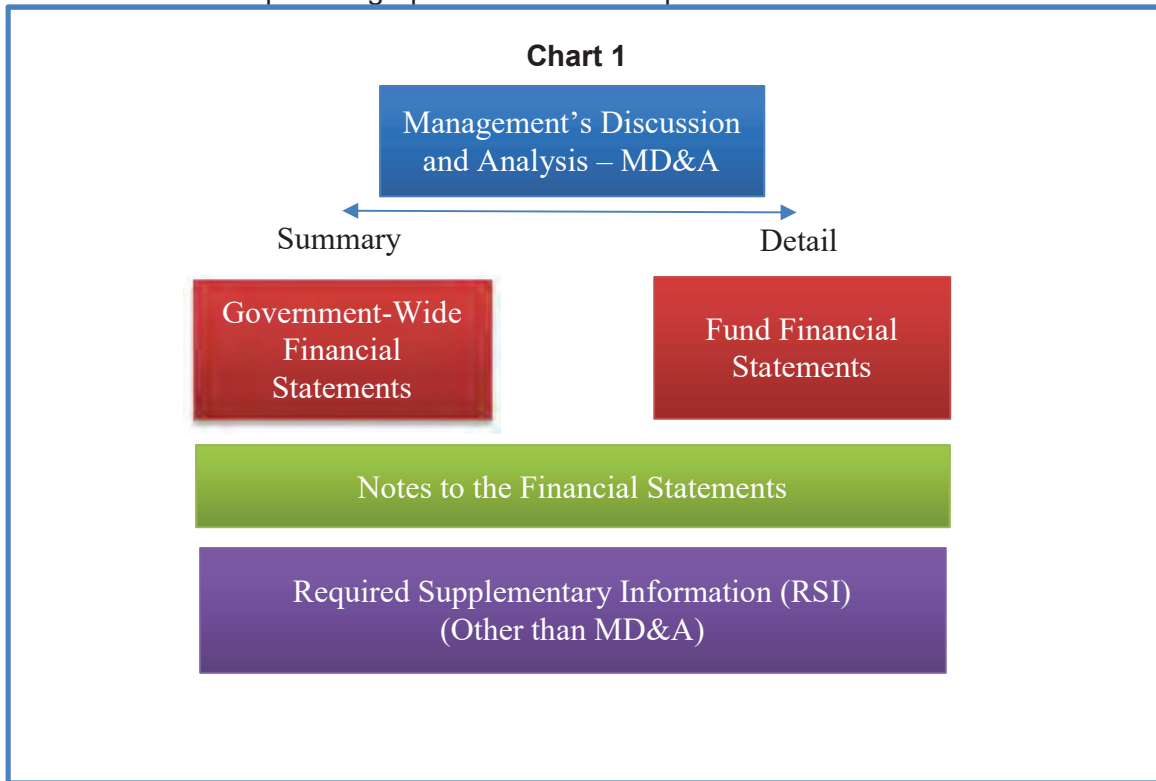 Chart 1
Management’s Discussion
and Analysis – MD&A
Summary
Detail
Government-Wide
Financial
Statements
Fund Financial
Statements
Notes to the Financial Statements
Required Supplementary Information (RSI)
(Other than MD&A)